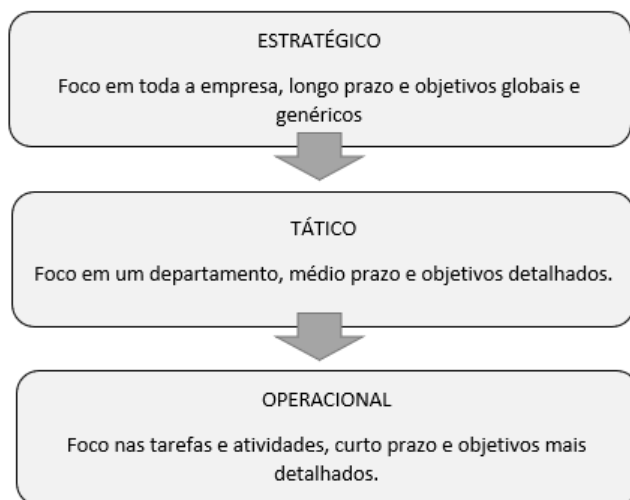 ESTRATÉGICO
Foco em toda a empresa, longo prazo e objetivos globais e
genéricos
TÁTICO
Foco em um departamento, médio prazo e objetivos detalhados.
OPERACIONAL
Foco nas tarefas e atividades, curto prazo e objetivos mais
detalhados.